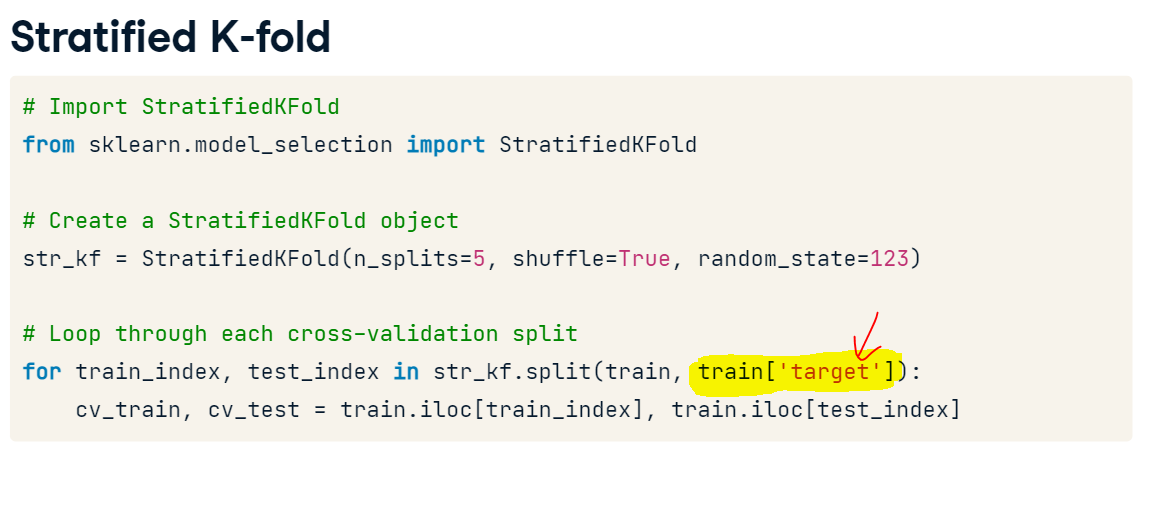 Stratified K-fold
# Import StratifiedKFold
from sklearn.model_selection import StratifiedKFold
# Create a StratifiedKFold object
str_kf = StratifiedKFold(n_splits=5, shuffle=True, random_state=123)
# Loop through each cross-validation split
for train_index, test_index in str_kf.split(train, train['target']):
    cv_train, cv_test = train.iloc[train_index], train.iloc[test_index]